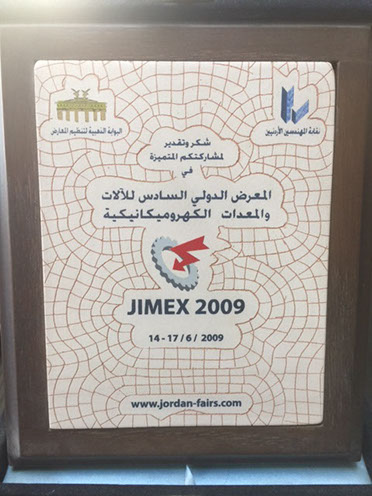 نقابة المهندسين الأردنيين
البوابة الذهبية لتنظيم المعارض
شكر وتقدير
لمشاركتكم المتميزة
في
المعرض الدولي السادس للآلات
والمعدات الكهروميكانيكية
JIMEX 2009
14 - 17 / 6 / 2009
www.jordan-fairs.com